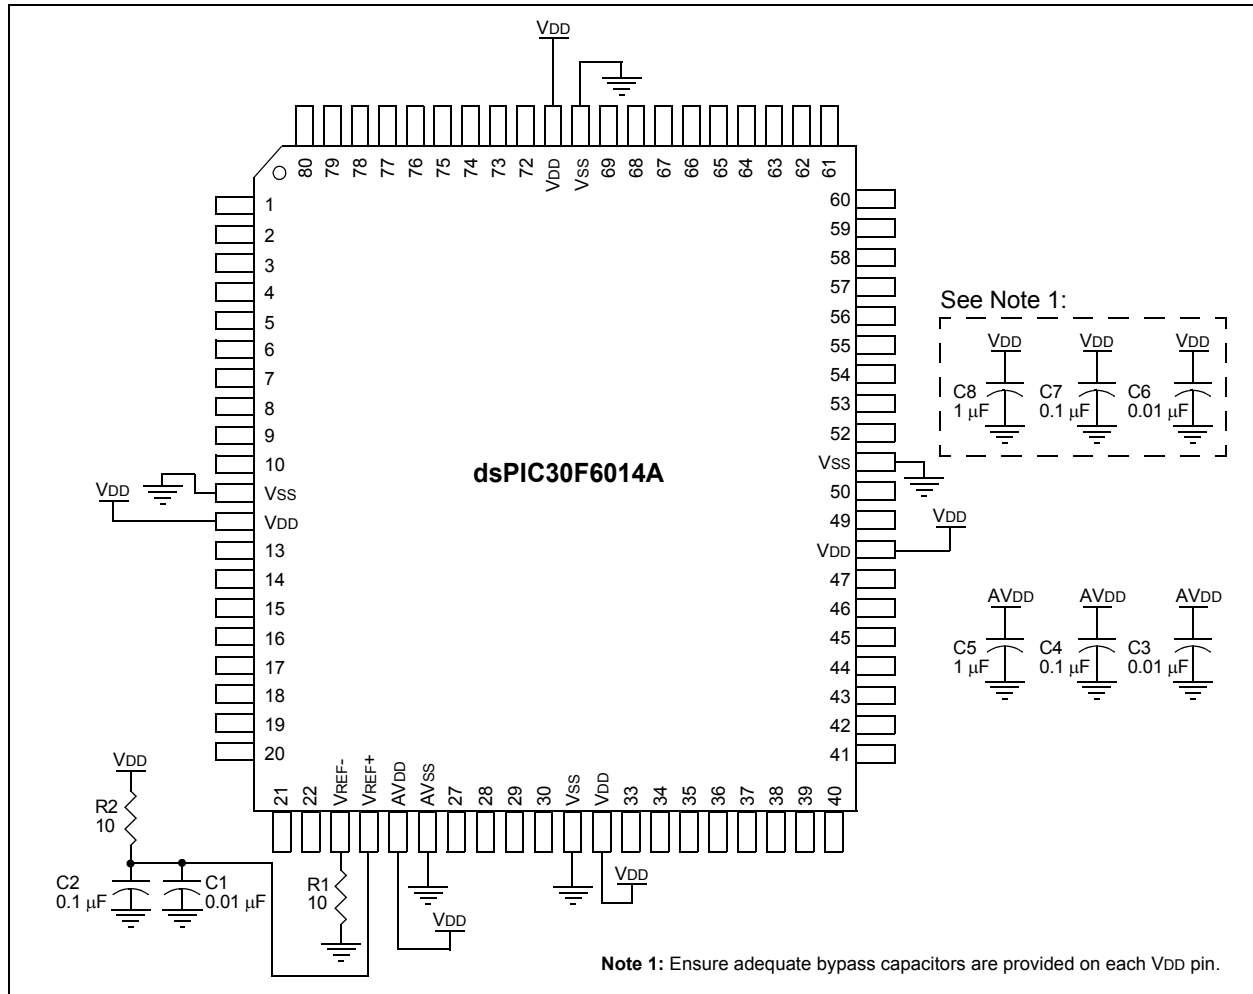 VDD
80 79 78 77 76 75 74 73 72 VDD VSS 69 68 67 66 65 64 63 62 61
1
2
3
4
5
6
7
8
9
10
VSS
VDD
13
14
15
16
17
18
19
20
VDD
dsPIC30F6014A
60
59
58
57
56
55
54
53
52
VSS
50
49
VDD
47
46
45
44
43
42
41
VDD
See Note 1:
VDD VDD VDD
C8 C7 C6
1 μF 0.1 μF 0.01 μF
AVDD AVDD AVDD
C5 C4 C3
1 μF 0.1 μF 0.01 μF
21 22 VREF- VREF+ AVDD AVSS 27 28 29 30 VSS VDD 33 34 35 36 37 38 39 40
VDD
R2
10
C2 C1
0.1 μF 0.01 μF
R1
10
VDD
VDD
Note 1: Ensure adequate bypass capacitors are provided on each VDD pin.